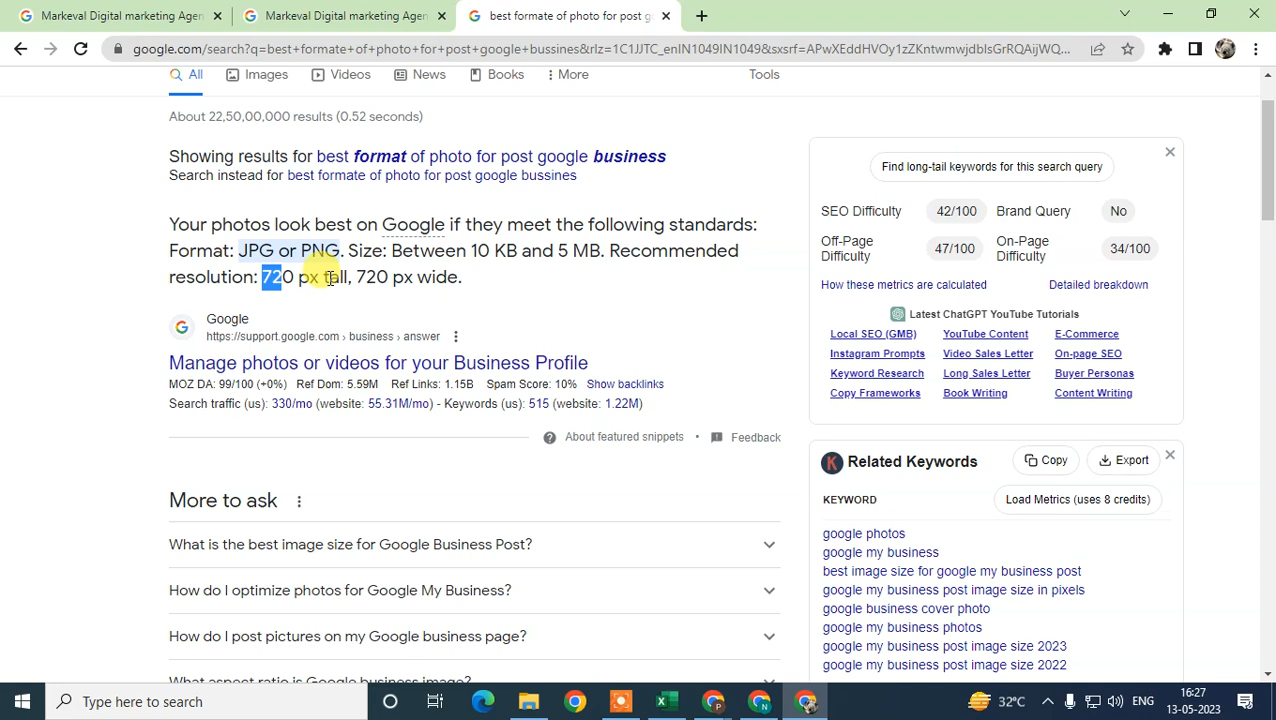 Markeval Digital marketing Agen
Markeval Digital marketing Agen
best formate of photo for post go
google.com/search?q=best+formate+of+photo+for+post+google+bussines&rlz=1C1JJTC_enIN1049IN1049&sxsrf=APwXEddHVOy1zZKntwmwjdblsGrRQAijWQ...
All
Images
Videos
News
Books
More
Tools
About 22,50,00,000 results (0.52 seconds)
Showing results for best format of photo for post google business
Search instead for best formate of photo for post google bussines
Your photos look best on Google if they meet the following standards:
Format: JPG or PNG. Size: Between 10 KB and 5 MB. Recommended
resolution: 720 px tall, 720 px wide.
Google
https://support.google.com › business › answer
Manage photos or videos for your Business Profile
MOZ DA: 99/100 (+0%) Ref Dom: 5.59M Ref Links: 1.15B Spam Score: 10% Show backlinks
Search traffic (us): 330/mo (website: 55.31M/mo) - Keywords (us): 515 (website: 1.22M)
About featured snippets • Feedback
More to ask
What is the best image size for Google Business Post?
How do I optimize photos for Google My Business?
How do I post pictures on my Google business page?
What aspect ratio is Google business image?
Find long-tail keywords for this search query
SEO Difficulty 42/100 Brand Query No
Off-Page Difficulty 47/100 On-Page Difficulty 34/100
How these metrics are calculated Detailed breakdown
Latest ChatGPT YouTube Tutorials
Local SEO (GMB) YouTube Content E-Commerce
Instagram Prompts Video Sales Letter On-page SEO
Keyword Research Long Sales Letter Buyer Personas
Copy Frameworks Book Writing Content Writing
K Related Keywords Copy Export
KEYWORD Load Metrics (uses 8 credits)
google photos
google my business
best image size for google my business post
google my business post image size in pixels
google business cover photo
google my business photos
google my business post image size 2023
google my business post image size 2022
Type here to search
32°C
ENG
16:27
13-05-2023